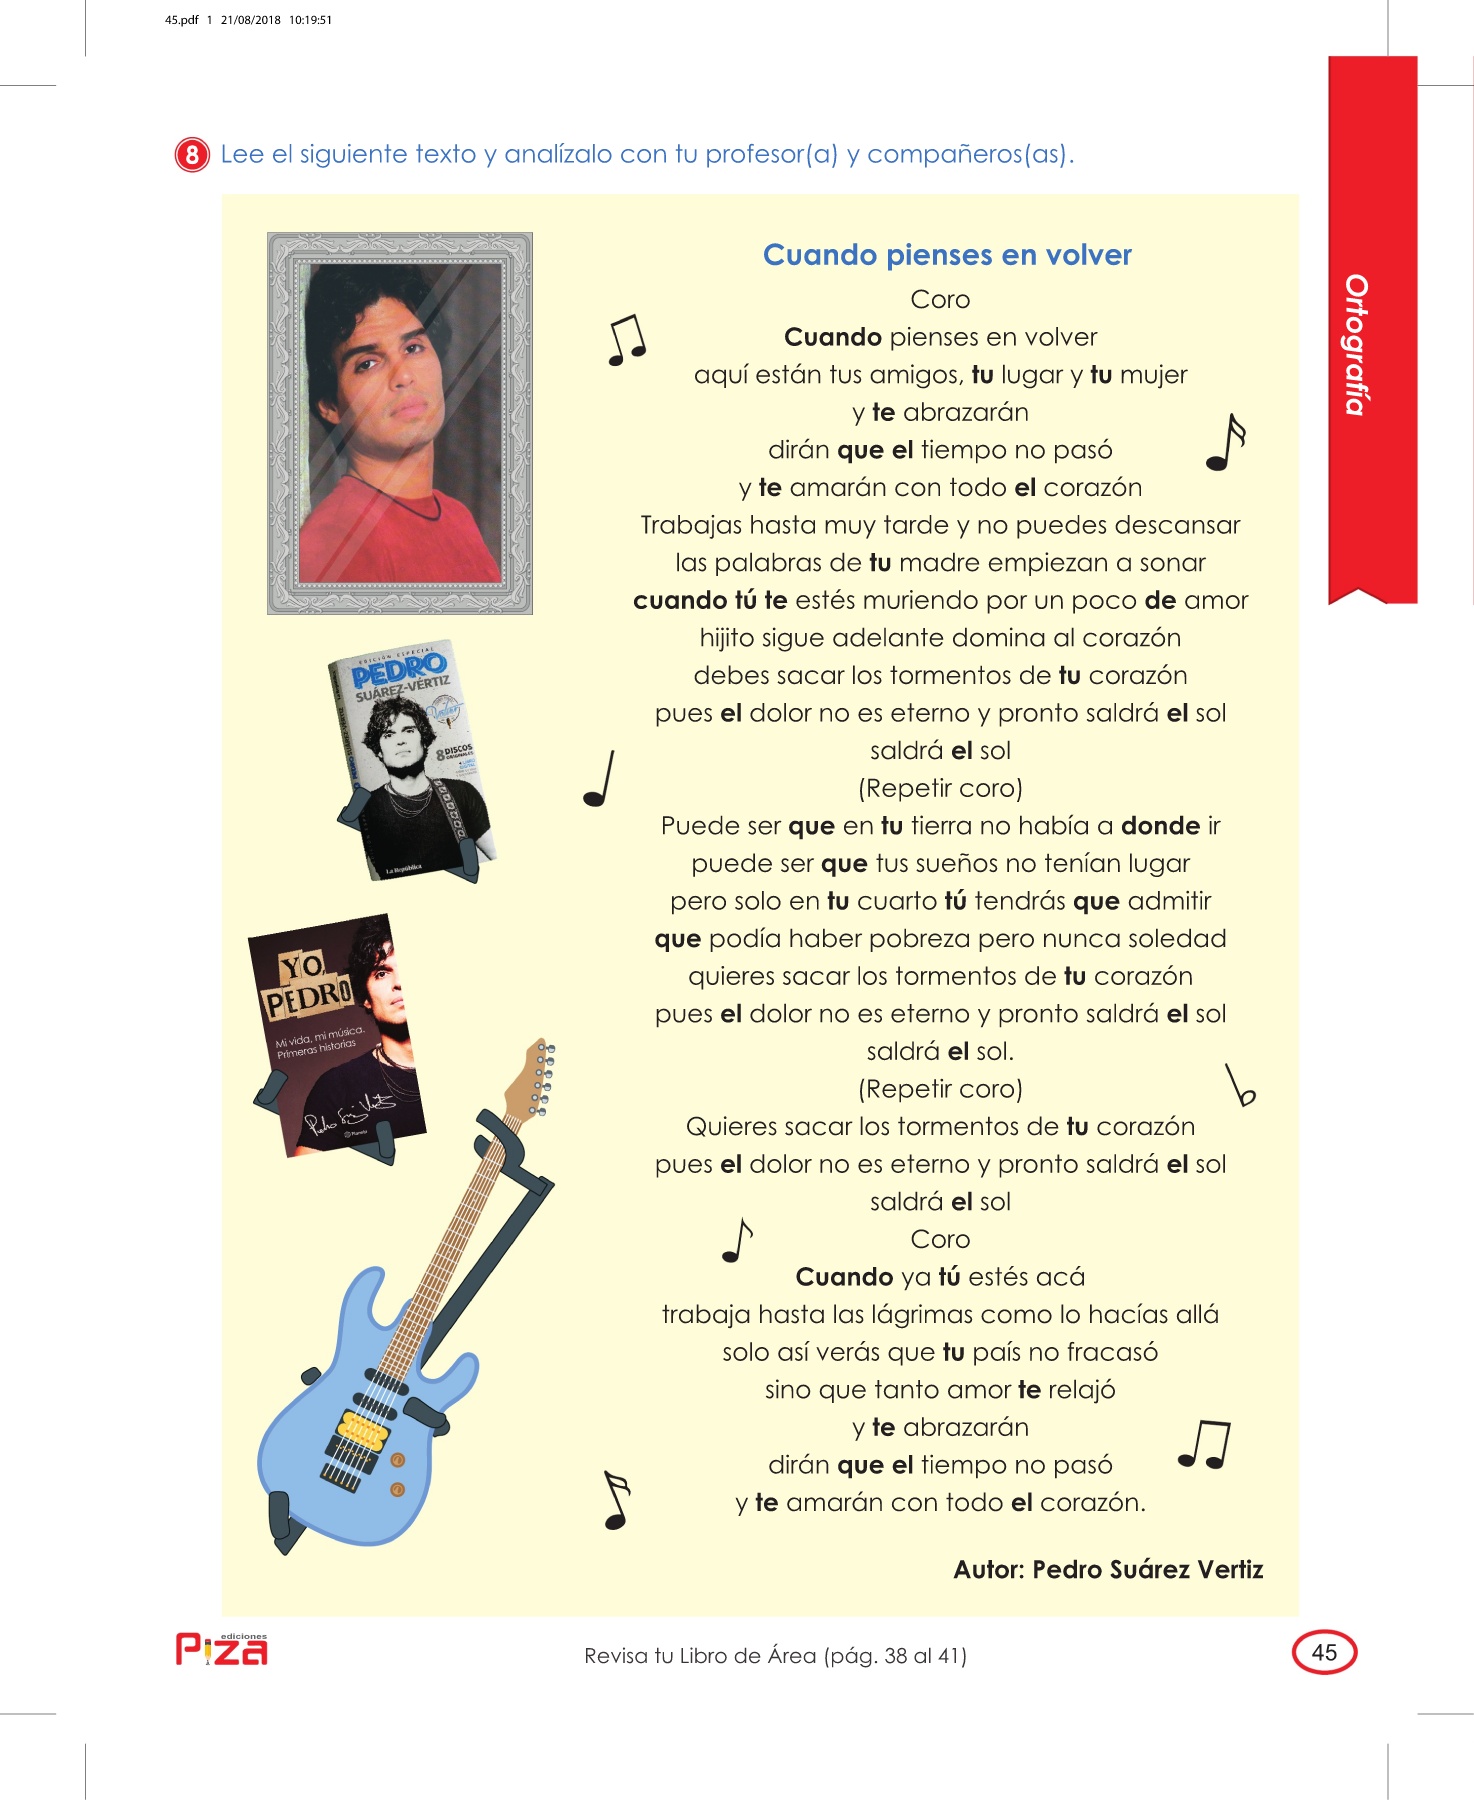 45.pdf 1 21/08/2018 10:19:51
8 Lee el siguiente texto y analízalo con tu profesor(a) y compañeros(as).
Ortografía
Cuando pienses en volver
Coro
Cuando pienses en volver
aquí están tus amigos, tu lugar y tu mujer
y te abrazarán
dirán que el tiempo no pasó
y te amarán con todo el corazón
Trabajas hasta muy tarde y no puedes descansar
las palabras de tu madre empiezan a sonar
cuando tú te estés muriendo por un poco de amor
hijito sigue adelante domina al corazón
debes sacar los tormentos de tu corazón
pues el dolor no es eterno y pronto saldrá el sol
saldrá el sol
(Repetir coro)
Puede ser que en tu tierra no había a donde ir
puede ser que tus sueños no tenían lugar
pero solo en tu cuarto tú tendrás que admitir
que podía haber pobreza pero nunca soledad
quieres sacar los tormentos de tu corazón
pues el dolor no es eterno y pronto saldrá el sol
saldrá el sol.
(Repetir coro)
Quieres sacar los tormentos de tu corazón
pues el dolor no es eterno y pronto saldrá el sol
saldrá el sol
Coro
Cuando ya tú estés acá
trabaja hasta las lágrimas como lo hacías allá
solo así verás que tu país no fracasó
sino que tanto amor te relajó
y te abrazarán
dirán que el tiempo no pasó
y te amarán con todo el corazón.
Autor: Pedro Suárez Vertiz
EDICIÓN ESPECIAL
PEDRO
SUÁREZ-VÉRTIZ
8 DISCOS
ORIGINALES
PEDRO SUÁREZ-VÉRTIZ
La República
YO,
PEDRO
Mi vida, mi música.
Primeras historias
Planeta
ediciones
Piza
Revisa tu Libro de Área (pág. 38 al 41)
45